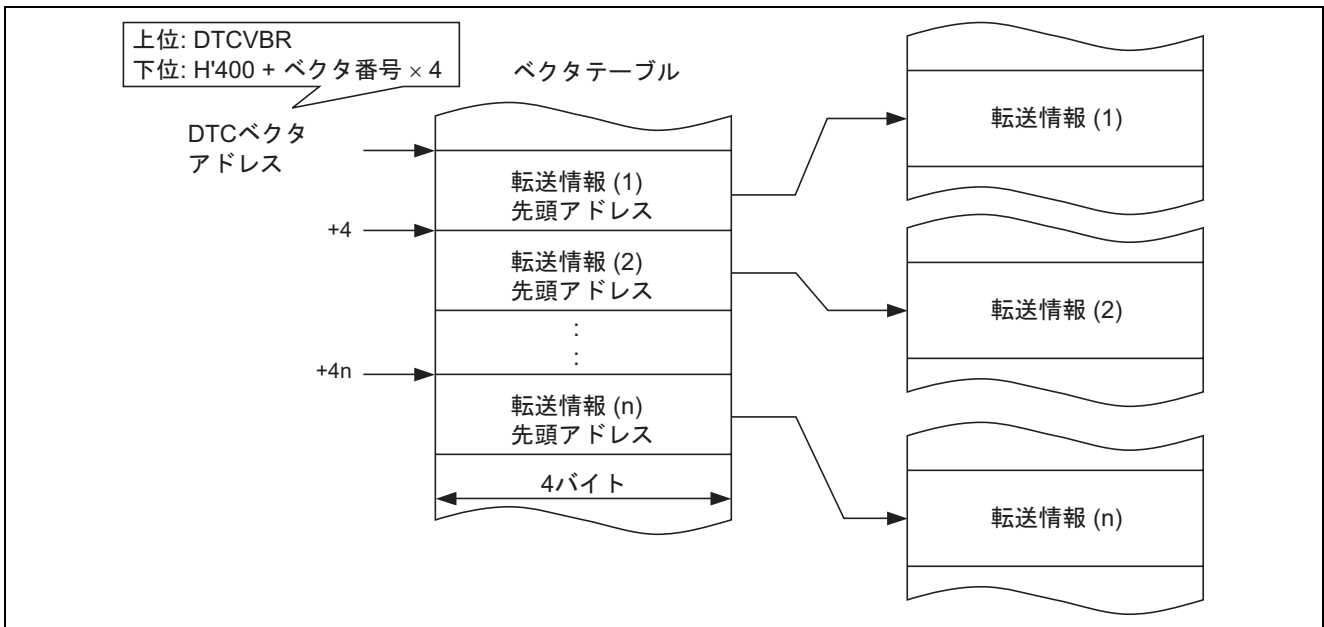 上位: DTCVBR
下位: H'400 + ベクタ番号 × 4
ベクタテーブル
DTCベクタ
アドレス
転送情報 (1)
先頭アドレス
+4
転送情報 (2)
先頭アドレス
:
:
+4n
転送情報 (n)
先頭アドレス
4バイト
転送情報 (1)
転送情報 (2)
転送情報 (n)